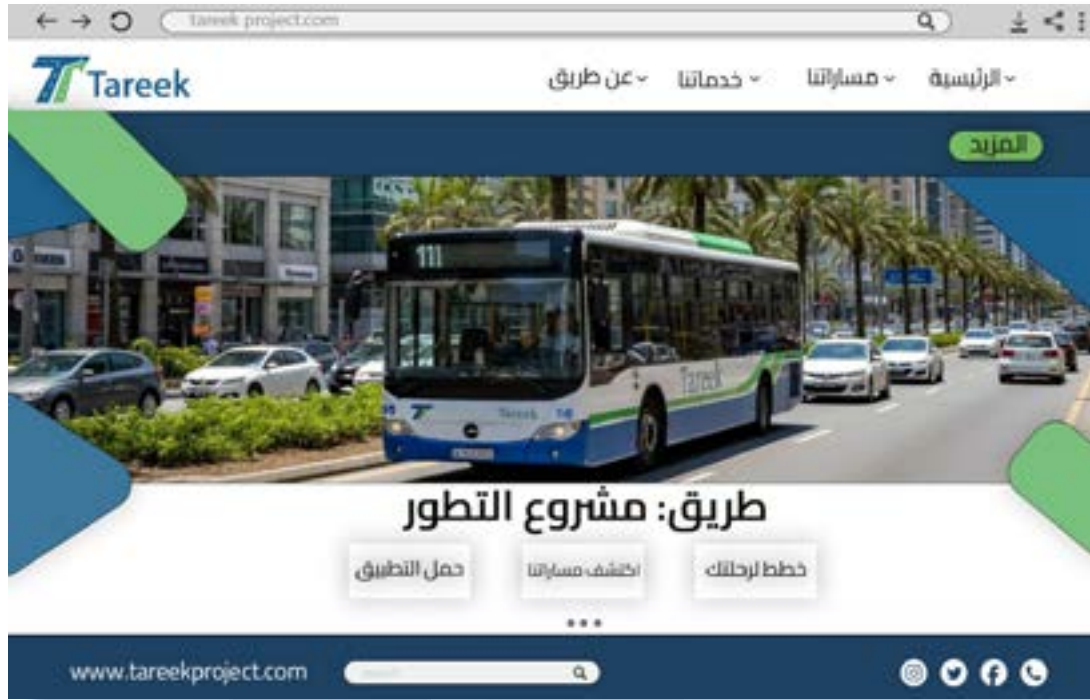 tareek project.com
Tareek
الرئيسية مساراتنا خدماتنا عن طريق
المزيد
111
Tareek
Tareek
طريق: مشروع التطور
خطط لرحلتك اكتشف مساراتنا حمل التطبيق
www.tareekproject.com